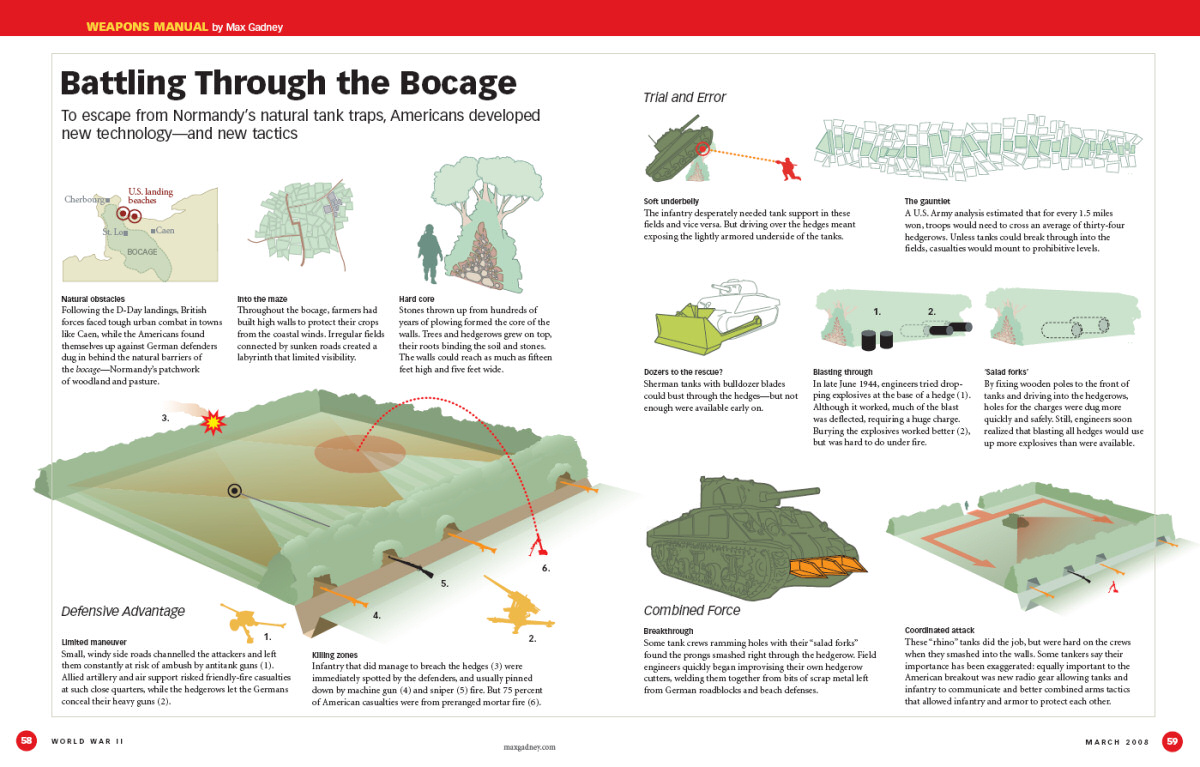 WEAPONS MANUAL by Max Gadney
Battling Through the Bocage
To escape from Normandy's natural tank traps, Americans developed
new technology—and new tactics
Cherbourg
U.S. landing
beaches
St. Lo
Caen
BOCAGE
Natural obstacles
Following the D-Day landings, British
forces faced tough urban combat in towns
like Caen, while the Americans found
themselves up against German defenders
dug in behind the natural barriers of
the bocage—Normandy's patchwork
of woodland and pasture.
Into the maze
Throughout the bocage, farmers had
built high walls to protect their crops
from the coastal winds. Irregular fields
connected by sunken roads created a
labyrinth that limited visibility.
Hard core
Stones thrown up from hundreds of
years of plowing formed the core of the
walls. Trees and hedgerows grew on top,
their roots binding the soil and stones.
The walls could reach as much as fifteen
feet high and five feet wide.
3.
5.
6.
4.
1.
2.
Defensive Advantage
Limited maneuver
Small, windy side roads channelled the attackers and left
them constantly at risk of ambush by antitank guns (1).
Allied artillery and air support risked friendly-fire casualties
at such close quarters, while the hedgerows let the Germans
conceal their heavy guns (2).
Killing zones
Infantry that did manage to breach the hedges (3) were
immediately spotted by the defenders, and usually pinned
down by machine gun (4) and sniper (5) fire. But 75 percent
of American casualties were from preranged mortar fire (6).
Trial and Error
Soft underbelly
The infantry desperately needed tank support in these
fields and vice versa. But driving over the hedges meant
exposing the lightly armored underside of the tanks.
The gauntlet
A U.S. Army analysis estimated that for every 1.5 miles
won, troops would need to cross an average of thirty-four
hedgerows. Unless tanks could break through into the
fields, casualties would mount to prohibitive levels.
1.
2.
Dozers to the rescue?
Sherman tanks with bulldozer blades
could bust through the hedges—but not
enough were available early on.
Blasting through
In late June 1944, engineers tried drop-
ping explosives at the base of a hedge (1).
Although it worked, much of the blast
was deflected, requiring a huge charge.
Burying the explosives worked better (2),
but was hard to do under fire.
'Salad forks'
By fixing wooden poles to the front of
tanks and driving into the hedgerows,
holes for the charges were dug more
quickly and safely. Still, engineers soon
realized that blasting all hedges would use
up more explosives than were available.
Combined Force
Breakthrough
Some tank crews ramming holes with their "salad forks"
found the prongs smashed right through the hedgerow. Field
engineers quickly began improvising their own hedgerow
cutters, welding them together from bits of scrap metal left
from German roadblocks and beach defenses.
Coordinated attack
These "rhino" tanks did the job, but were hard on the crews
when they smashed into the walls. Some tankers say their
importance has been exaggerated: equally important to the
American breakout was new radio gear allowing tanks and
infantry to communicate and better combined arms tactics
that allowed infantry and armor to protect each other.
58 WORLD WAR II
maxgadney.com
MARCH 2008 59